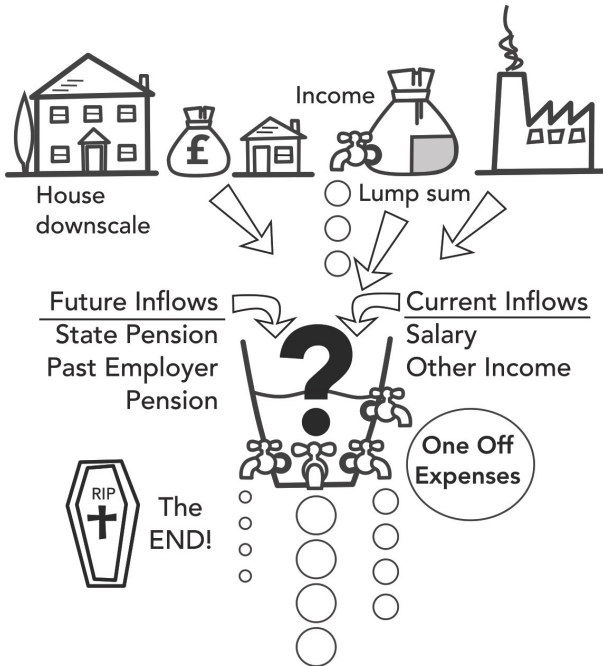 £
Income
House
downscale
Lump sum
Future Inflows
State Pension
Past Employer
Pension
Current Inflows
Salary
Other Income
?
One Off
Expenses
RIP
The
END!